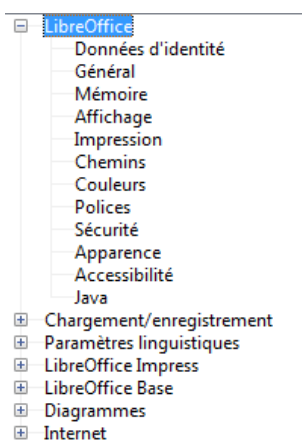 LibreOffice
Données d'identité
Général
Mémoire
Affichage
Impression
Chemins
Couleurs
Polices
Sécurité
Apparence
Accessibilité
Java
Chargement/enregistrement
Paramètres linguistiques
LibreOffice Impress
LibreOffice Base
Diagrammes
Internet